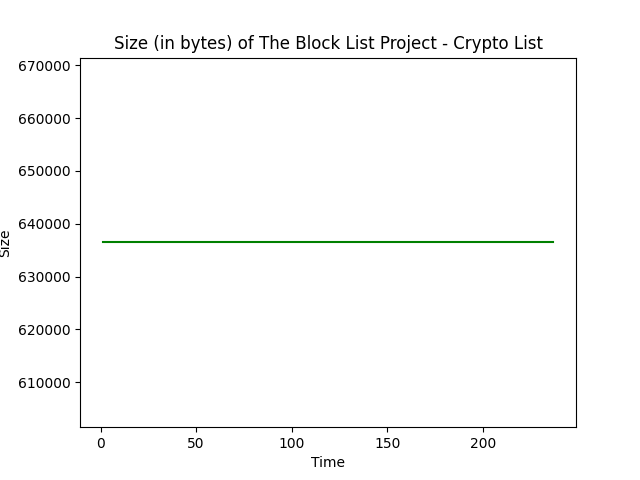 Size (in bytes) of The Block List Project - Crypto List
670000
660000
650000
640000
630000
620000
610000
Size
0 50 100 150 200
Time